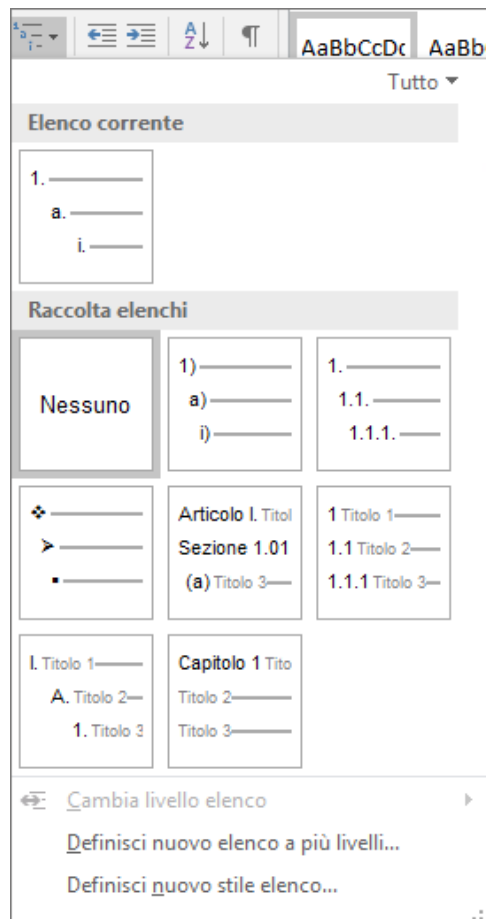 AaBbCcDc AaBb
Tutto
Elenco corrente
1.
a.
i.
Raccolta elenchi
Nessuno
1)
a)
i)
1.
1.1.
1.1.1.
Articolo I. Titol
Sezione 1.01
(a) Titolo 3
1 Titolo 1
1.1 Titolo 2
1.1.1 Titolo 3
I. Titolo 1
A. Titolo 2
1. Titolo 3
Capitolo 1 Tito
Titolo 2
Titolo 3
Cambia livello elenco
Definisci nuovo elenco a più livelli...
Definisci nuovo stile elenco...